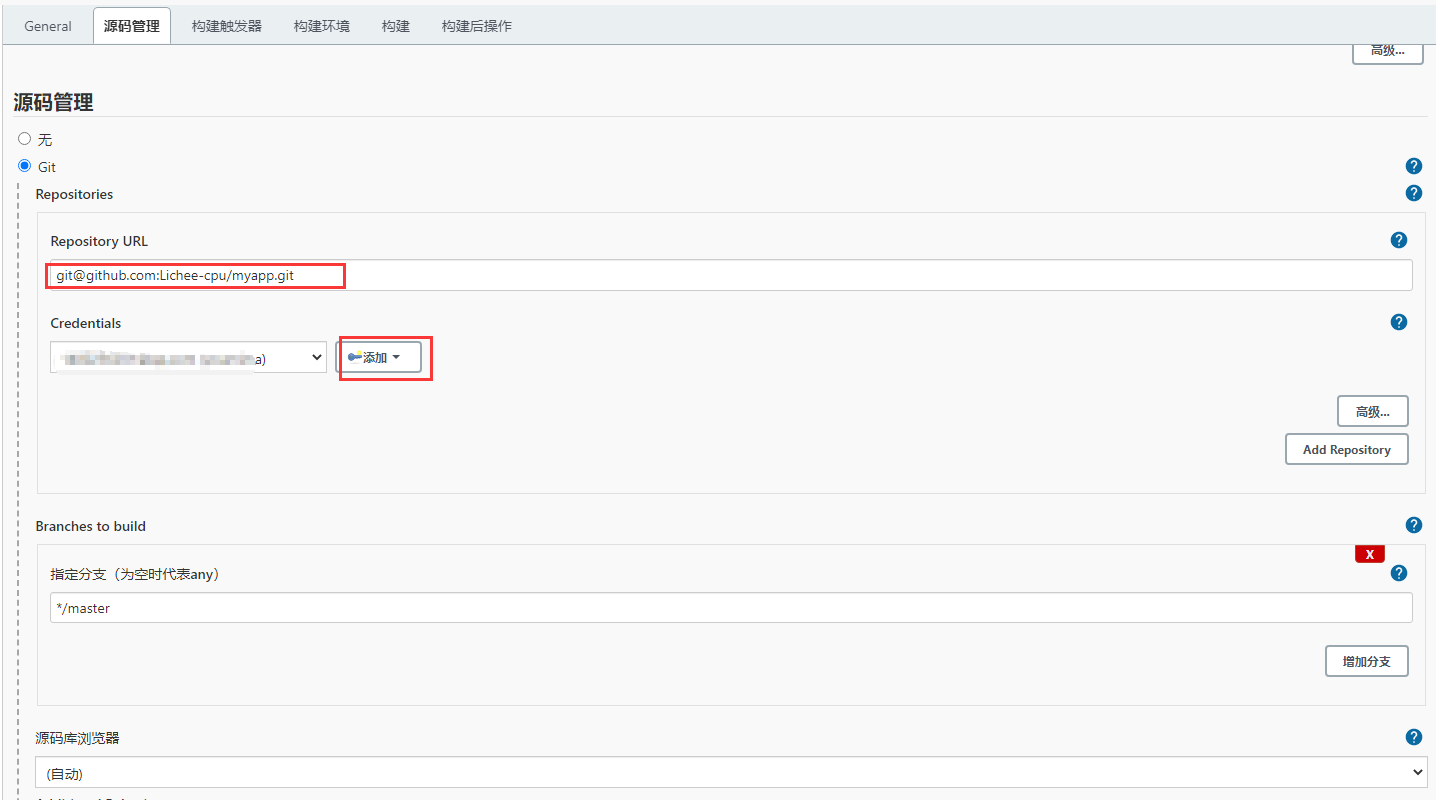 General 源码管理 构建触发器 构建环境 构建 构建后操作
高级...
源码管理
无
Git
Repositories
Repository URL
git@github.com:Lichee-cpu/myapp.git
Credentials
a) 添加
高级...
Add Repository
Branches to build
X
指定分支（为空时代表any）
*/master
增加分支
源码库浏览器
(自动)